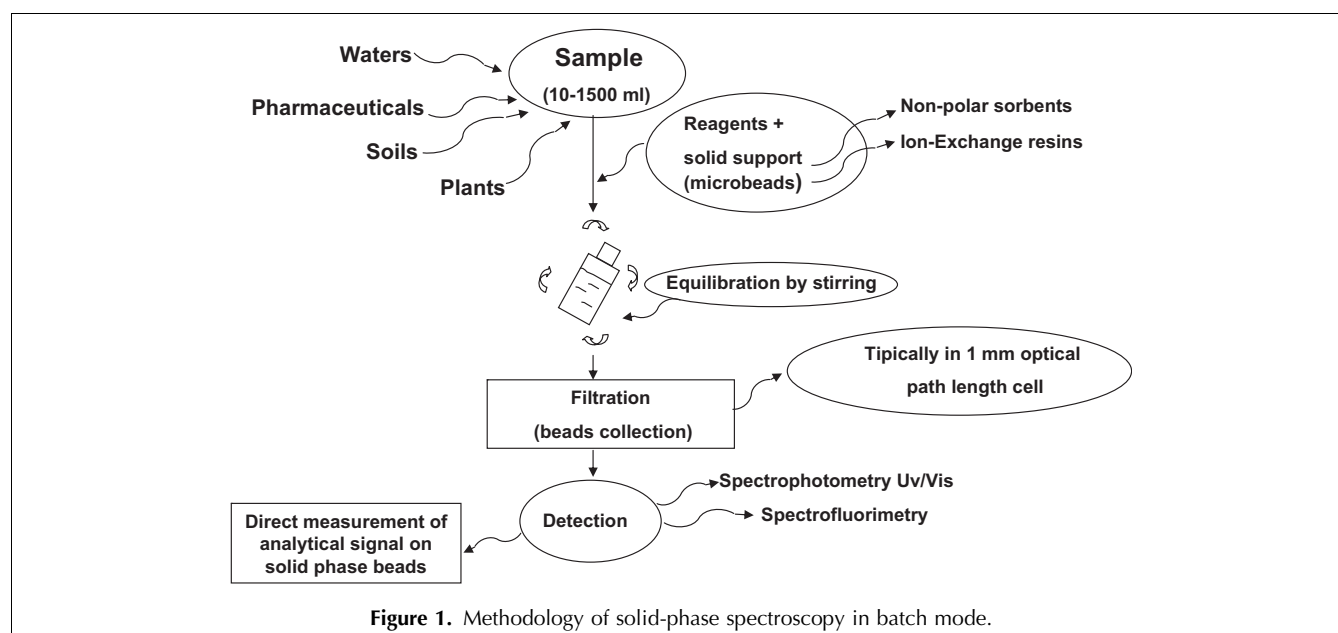 Waters
Pharmaceuticals
Soils
Plants
Sample
(10-1500 ml)
Reagents +
solid support
(microbeads)
Non-polar sorbents
Ion-Exchange resins
Equilibration by stirring
Filtration
(beads collection)
Tipically in 1 mm optical
path length cell
Detection
Spectrophotometry Uv/Vis
Spectrofluorimetry
Direct measurement of
analytical signal on
solid phase beads
Figure 1. Methodology of solid-phase spectroscopy in batch mode.